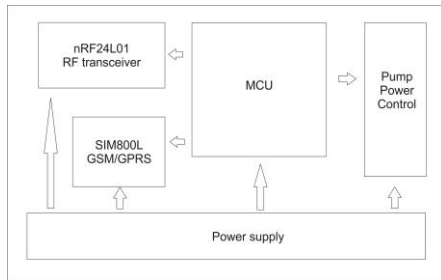 nRF24L01
RF transceiver
MCU
Pump
Power
Control
SIM800L
GSM/GPRS
Power supply